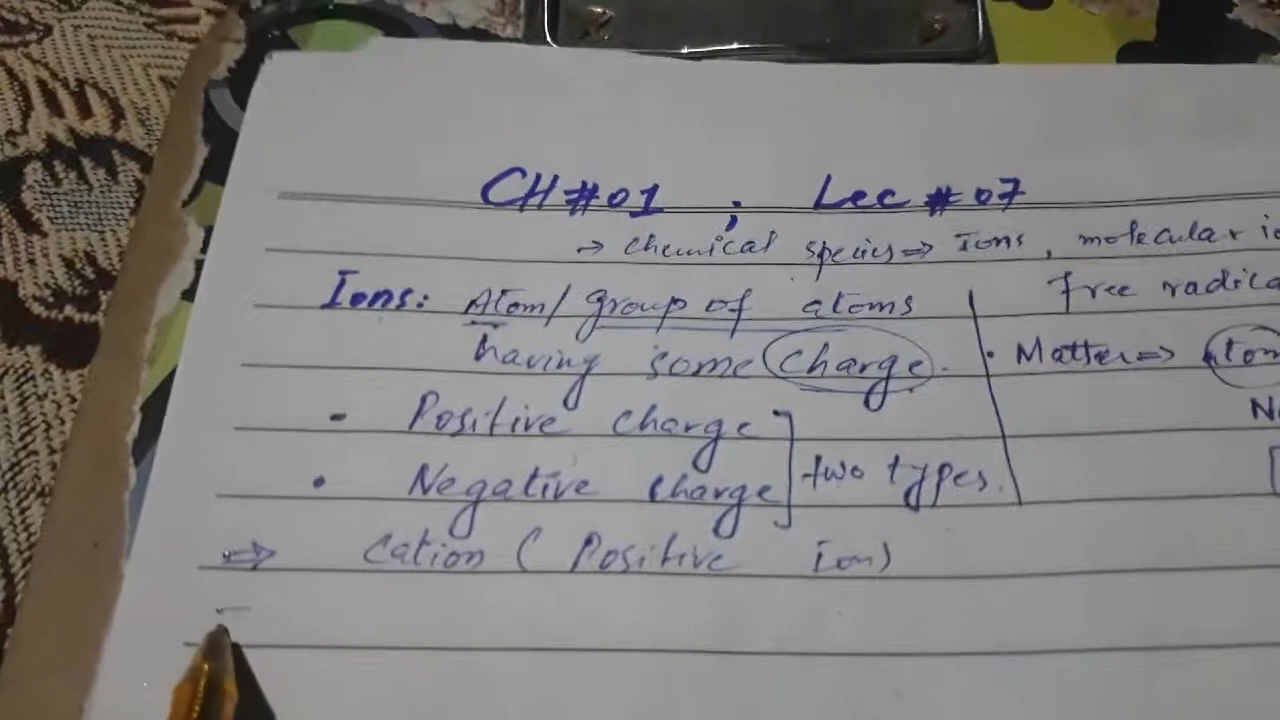 CH#01 ; Lec #07
→ chemical species ⇒ Ions, molecular
Ions: Atom/ group of atoms
Free
having some charge.
• Matter ⇒
• Positive charge
• Negative charge ] two types.
⇒ Cation ( Positive Ion)